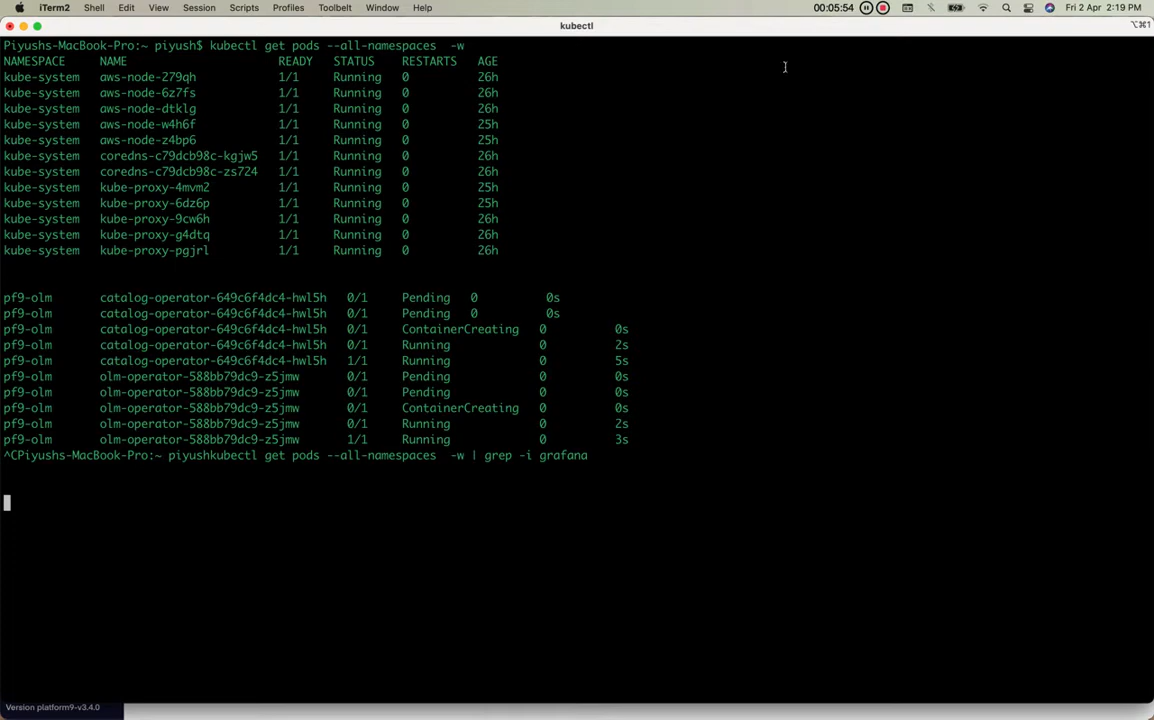 iTerm2 Shell Edit View Session Scripts Profiles Toolbelt Window Help 00:05:54 Fri 2 Apr 2:19 PM
kubectl ⌥⌘1
Piyushs-MacBook-Pro:~ piyush$ kubectl get pods --all-namespaces -w
NAMESPACE NAME READY STATUS RESTARTS AGE
kube-system aws-node-279qh 1/1 Running 0 26h
kube-system aws-node-6z7fs 1/1 Running 0 26h
kube-system aws-node-dtklg 1/1 Running 0 26h
kube-system aws-node-w4h6f 1/1 Running 0 25h
kube-system aws-node-z4bp6 1/1 Running 0 25h
kube-system coredns-c79dcb98c-kgjw5 1/1 Running 0 26h
kube-system coredns-c79dcb98c-zs724 1/1 Running 0 26h
kube-system kube-proxy-4mvm2 1/1 Running 0 25h
kube-system kube-proxy-6dz6p 1/1 Running 0 25h
kube-system kube-proxy-9cw6h 1/1 Running 0 26h
kube-system kube-proxy-g4dtq 1/1 Running 0 26h
kube-system kube-proxy-pgjrl 1/1 Running 0 26h
pf9-olm catalog-operator-649c6f4dc4-hwl5h 0/1 Pending 0 0s
pf9-olm catalog-operator-649c6f4dc4-hwl5h 0/1 Pending 0 0s
pf9-olm catalog-operator-649c6f4dc4-hwl5h 0/1 ContainerCreating 0 0s
pf9-olm catalog-operator-649c6f4dc4-hwl5h 0/1 Running 0 2s
pf9-olm catalog-operator-649c6f4dc4-hwl5h 1/1 Running 0 5s
pf9-olm olm-operator-588bb79dc9-z5jmw 0/1 Pending 0 0s
pf9-olm olm-operator-588bb79dc9-z5jmw 0/1 Pending 0 0s
pf9-olm olm-operator-588bb79dc9-z5jmw 0/1 ContainerCreating 0 0s
pf9-olm olm-operator-588bb79dc9-z5jmw 0/1 Running 0 2s
pf9-olm olm-operator-588bb79dc9-z5jmw 1/1 Running 0 3s
^CPiyushs-MacBook-Pro:~ piyushkubectl get pods --all-namespaces -w | grep -i grafana
Version platform9-v3.4.0